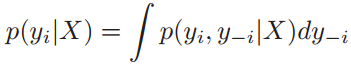 p(y_i|X) = ∫ p(y_i, y_{−i}|X)dy_{−i}